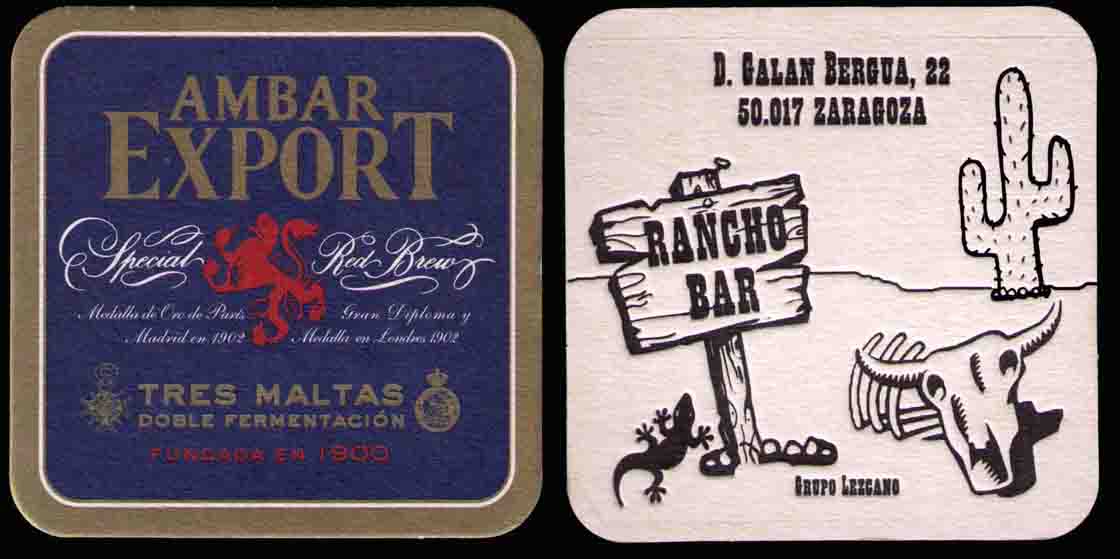 AMBAR
EXPORT
Special Red Brew
Medalla de Oro de París Gran Diploma y
Madrid en 1902 Medalla en Londres 1902
TRES MALTAS
DOBLE FERMENTACIÓN
FUNDADA EN 1900
D. GALAN BERGUA, 22
50.017 ZARAGOZA
RANCHO
BAR
GRUPO LEZCANO